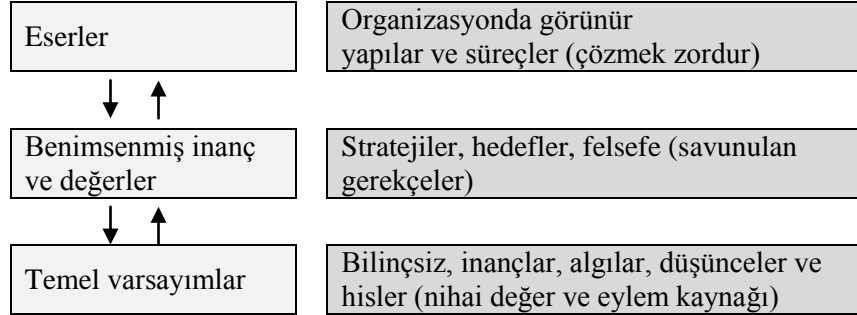 Eserler
Organizasyonda görünür
yapılar ve süreçler (çözmek zordur)
Benimsenmiş inanç
ve değerler
Stratejiler, hedefler, felsefe (savunulan
gerekçeler)
Temel varsayımlar
Bilinçsiz, inançlar, algılar, düşünceler ve
hisler (nihai değer ve eylem kaynağı)